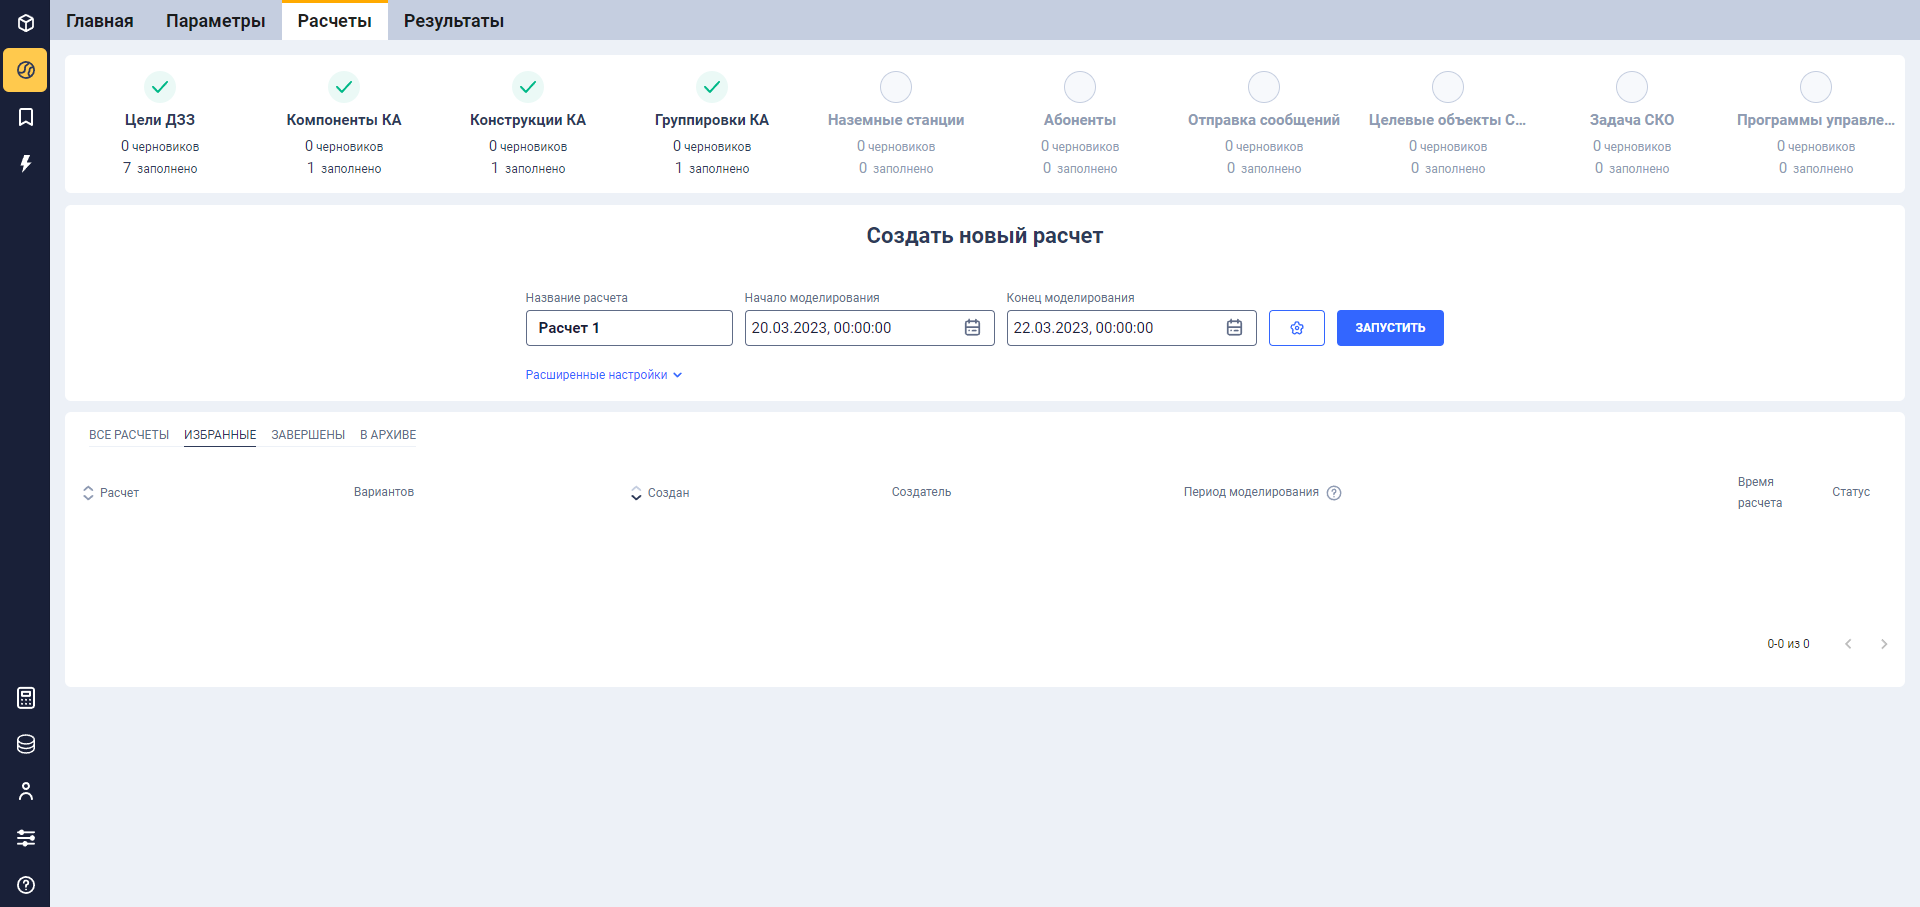 Главная Параметры Расчеты Результаты
Цели ДЗЗ Компоненты КА Конструкции КА Группировки КА Наземные станции Абоненты Отправка сообщений Целевые объекты С... Задача СКО Программы управле...
0 черновиков 0 черновиков 0 черновиков 0 черновиков 0 черновиков 0 черновиков 0 черновиков 0 черновиков 0 черновиков 0 черновиков
7 заполнено 1 заполнено 1 заполнено 1 заполнено 0 заполнено 0 заполнено 0 заполнено 0 заполнено 0 заполнено 0 заполнено
Создать новый расчет
Название расчета Начало моделирования Конец моделирования
Расчет 1 20.03.2023, 00:00:00 22.03.2023, 00:00:00 ЗАПУСТИТЬ
Расширенные настройки
ВСЕ РАСЧЕТЫ ИЗБРАННЫЕ ЗАВЕРШЕНЫ В АРХИВЕ
Расчет Вариантов Создан Создатель Период моделирования Время расчета Статус
0-0 из 0